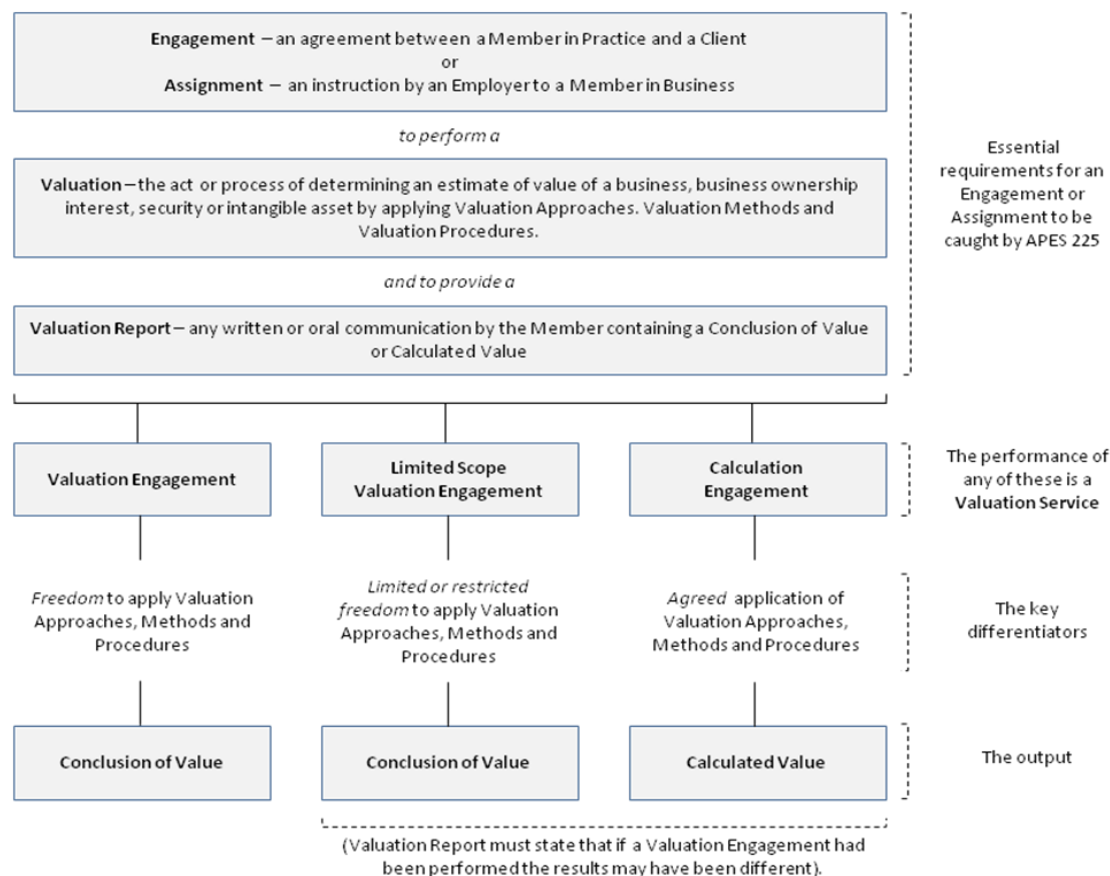 Engagement – an agreement between a Member in Practice and a Client
or
Assignment – an instruction by an Employer to a Member in Business
to perform a
Valuation – the act or process of determining an estimate of value of a business, business ownership
interest, security or intangible asset by applying Valuation Approaches. Valuation Methods and
Valuation Procedures.
and to provide a
Valuation Report – any written or oral communication by the Member containing a Conclusion of Value
or Calculated Value
Essential
requirements for an
Engagement or
Assignment to be
caught by APES 225
Valuation Engagement
Limited Scope
Valuation Engagement
Calculation
Engagement
The performance of
any of these is a
Valuation Service
Freedom to apply Valuation
Approaches, Methods and
Procedures
Limited or restricted
freedom to apply Valuation
Approaches, Methods and
Procedures
Agreed application of
Valuation Approaches,
Methods and Procedures
The key
differentiators
Conclusion of Value
Conclusion of Value
Calculated Value
The output
(Valuation Report must state that if a Valuation Engagement had
been performed the results may have been different).